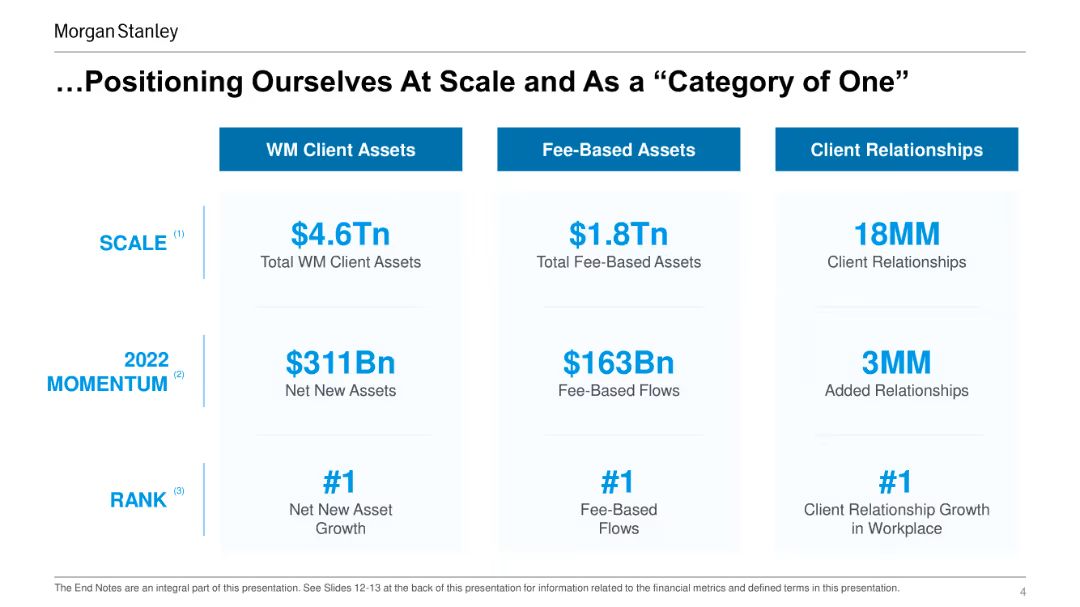 Morgan Stanley
…Positioning Ourselves At Scale and As a “Category of One”
WM Client Assets
Fee-Based Assets
Client Relationships
SCALE (1)
$4.6Tn
Total WM Client Assets
$1.8Tn
Total Fee-Based Assets
18MM
Client Relationships
2022
MOMENTUM (2)
$311Bn
Net New Assets
$163Bn
Fee-Based Flows
3MM
Added Relationships
RANK (3)
#1
Net New Asset
Growth
#1
Fee-Based
Flows
#1
Client Relationship Growth
in Workplace
The End Notes are an integral part of this presentation. See Slides 12-13 at the back of this presentation for information related to the financial metrics and defined terms in this presentation.
4